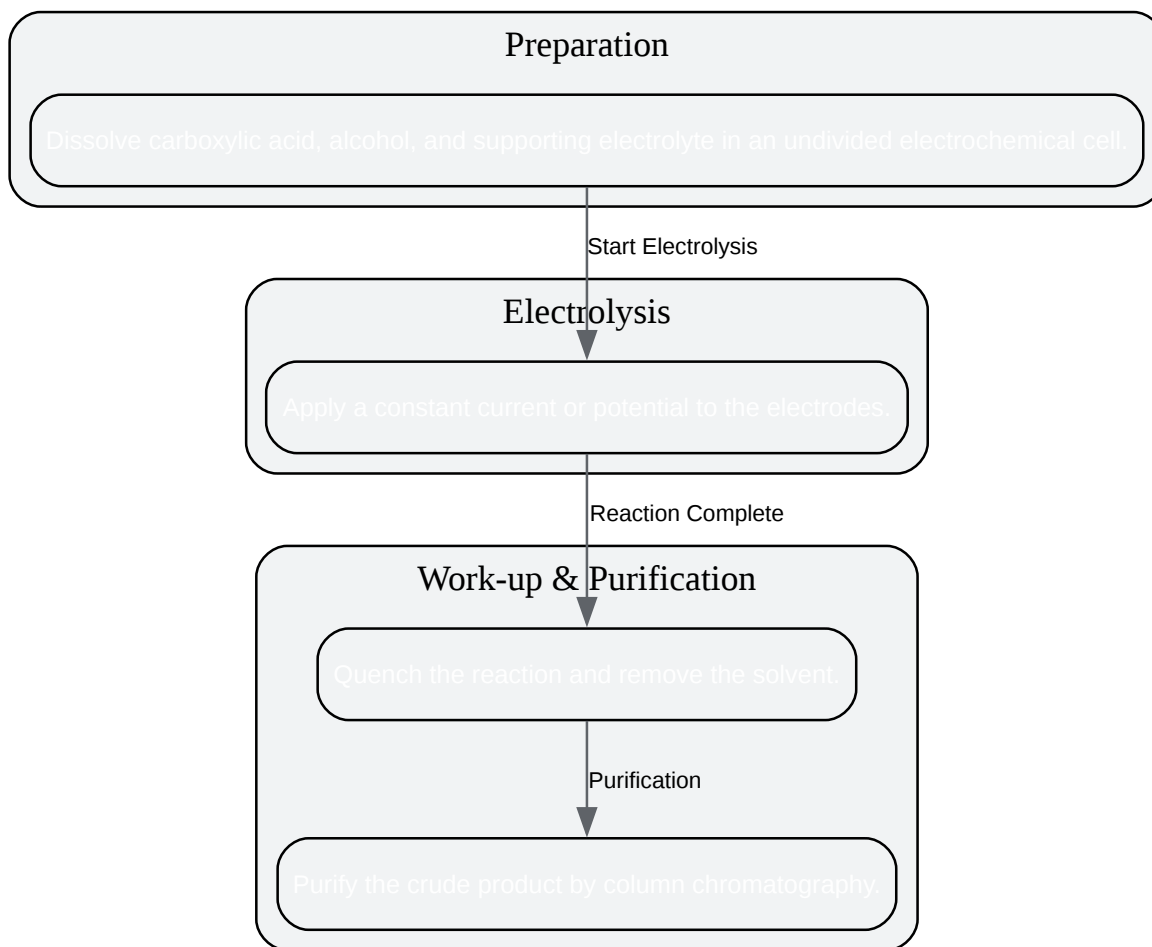 Preparation
Dissolve carboxylic acid, alcohol, and supporting electrolyte in an undivided electrochemical cell.
Start Electrolysis
Electrolysis
Apply a constant current or potential to the electrodes.
Reaction Complete
Work-up & Purification
Quench the reaction and remove the solvent.
Purification
Purify the crude product by column chromatography.